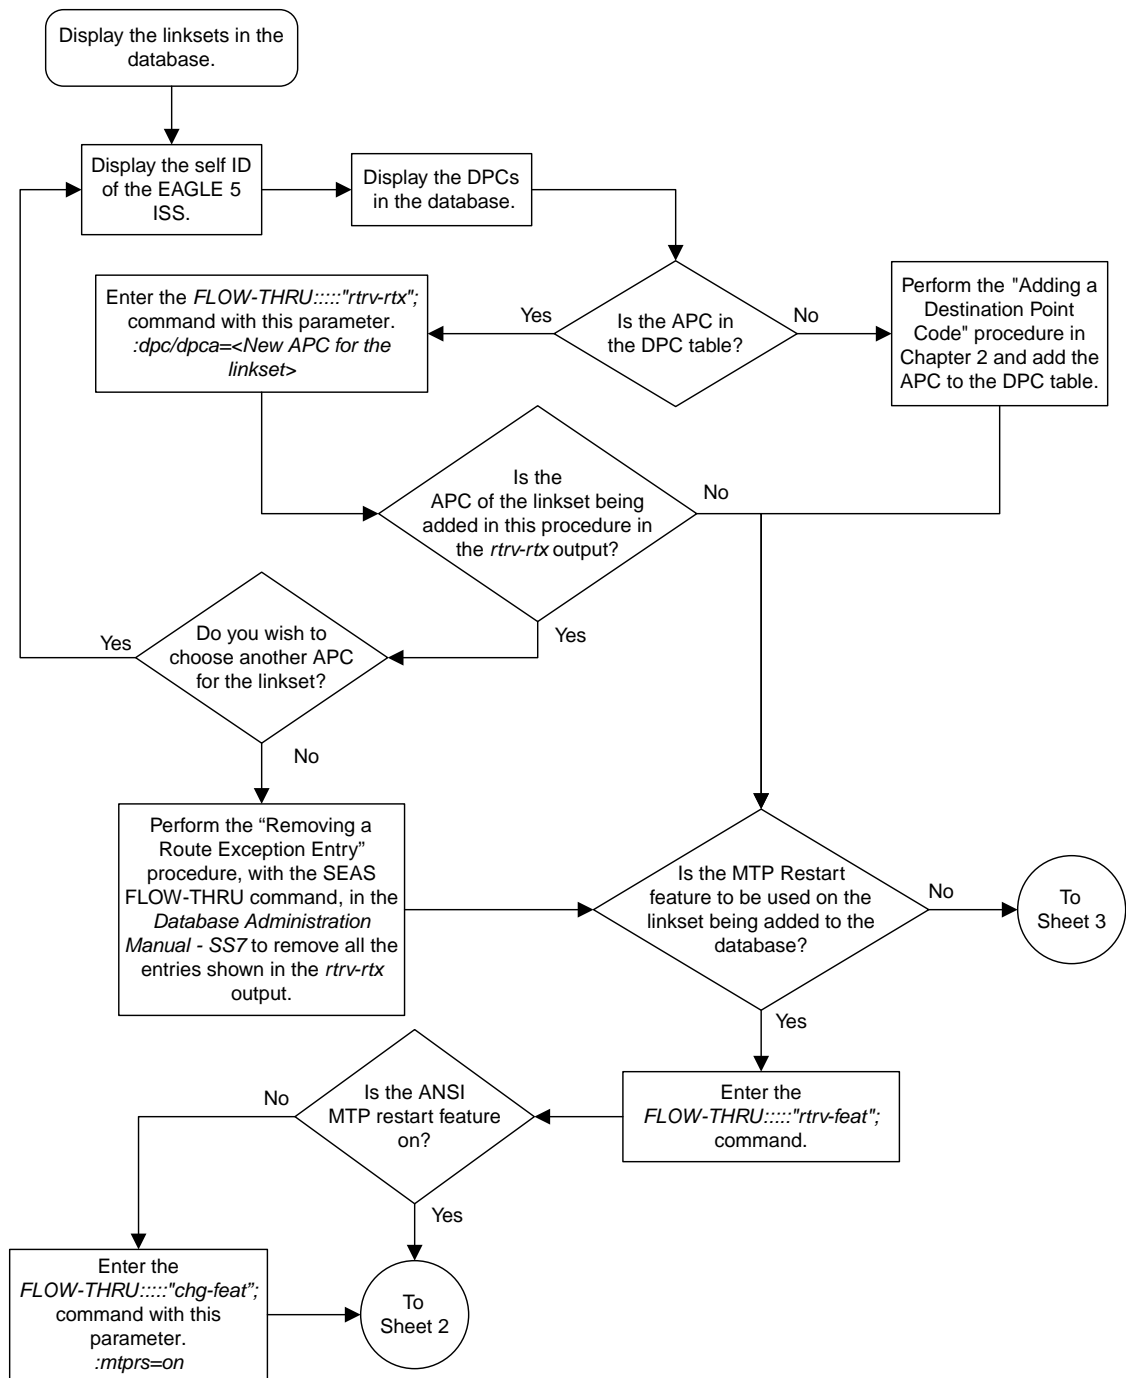 Display the linksets in the
database.
Display the self ID
of the EAGLE 5
ISS.
Display the DPCs
in the database.
Is the APC in
the DPC table?
Yes
No
Enter the FLOW-THRU:::::"rtrv-rtx";
command with this parameter.
:dpc/dpca=<New APC for the
linkset>
Perform the "Adding a
Destination Point
Code" procedure in
Chapter 2 and add the
APC to the DPC table.
Is the
APC of the linkset being
added in this procedure in
the rtrv-rtx output?
No
Yes
Do you wish to
choose another APC
for the linkset?
Yes
No
Perform the “Removing a
Route Exception Entry”
procedure, with the SEAS
FLOW-THRU command, in the
Database Administration
Manual - SS7 to remove all the
entries shown in the rtrv-rtx
output.
Is the MTP Restart
feature to be used on the
linkset being added to the
database?
No
To
Sheet 3
Yes
Enter the
FLOW-THRU:::::"rtrv-feat";
command.
Is the ANSI
MTP restart feature
on?
No
Yes
Enter the
FLOW-THRU:::::"chg-feat”;
command with this
parameter.
:mtprs=on
To
Sheet 2